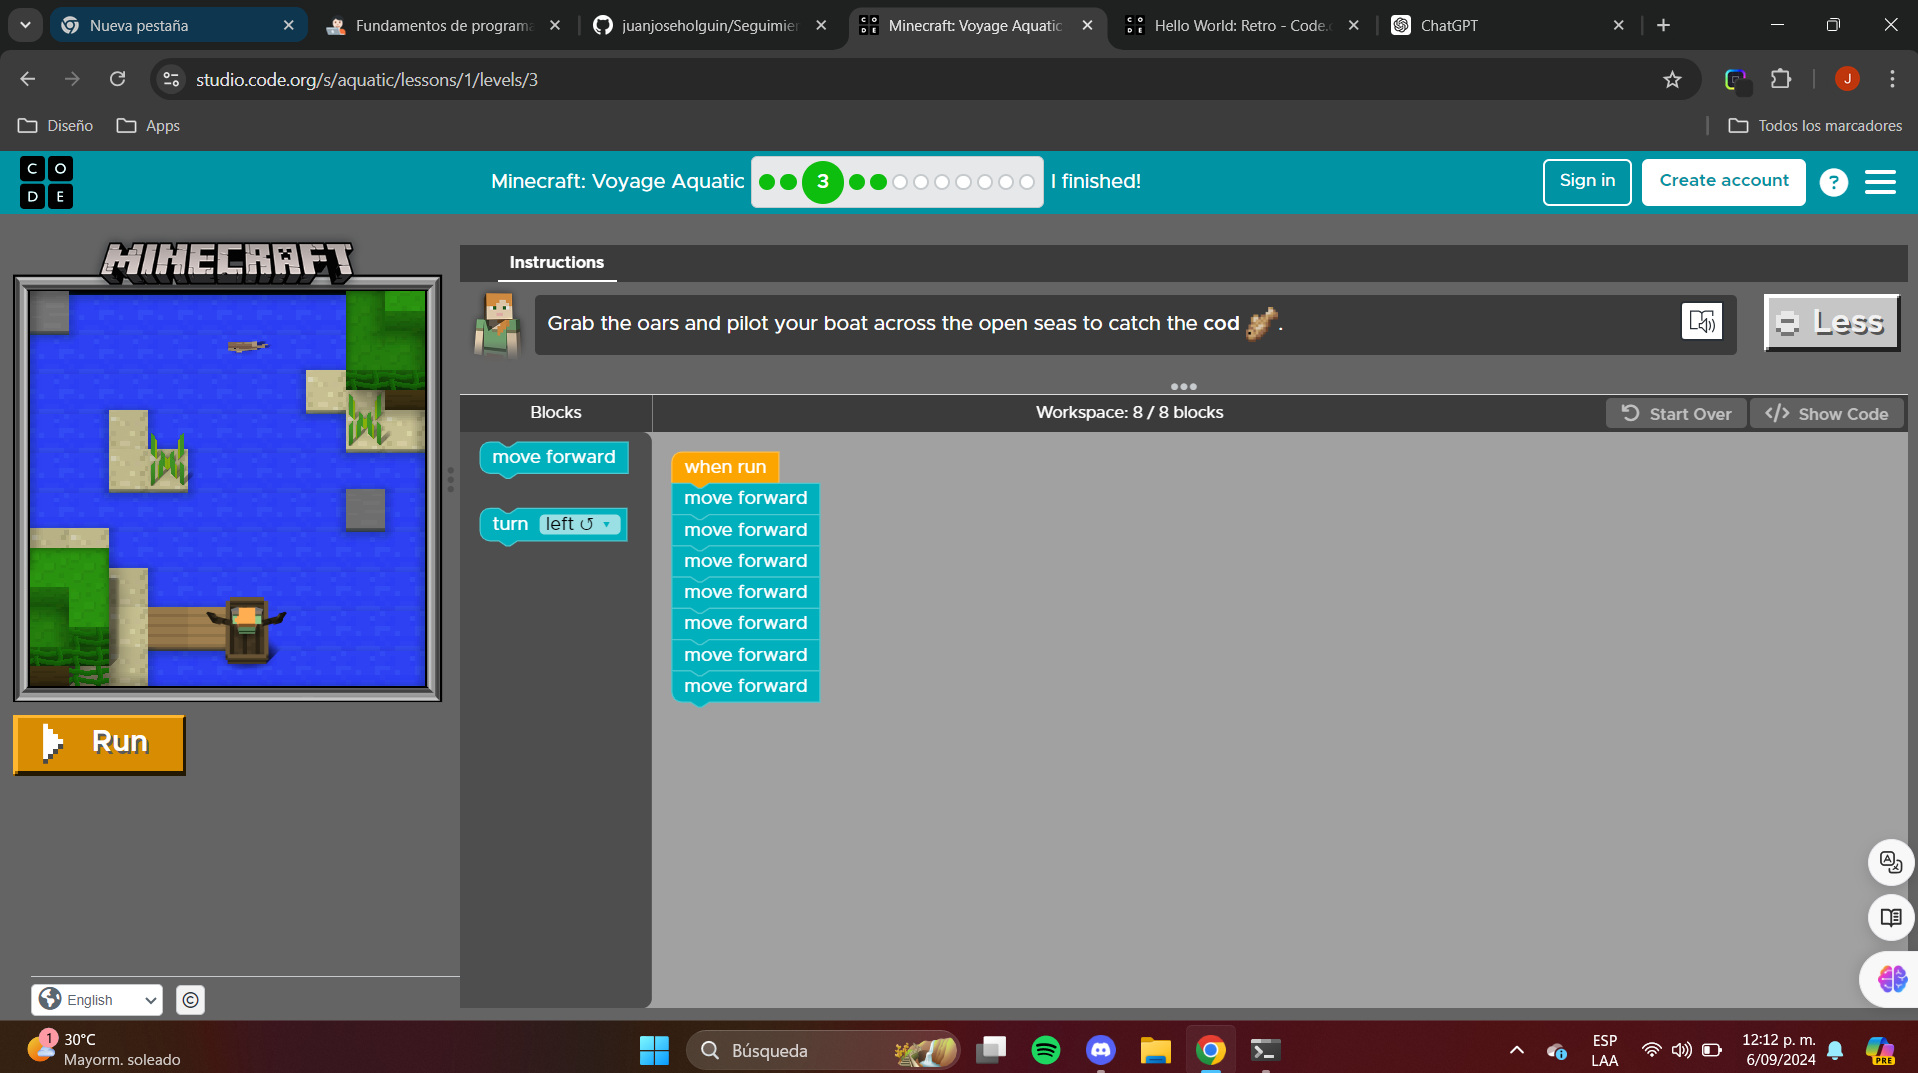 Nueva pestaña
Fundamentos de programa
juanjoseholguin/Seguimie
Minecraft: Voyage Aquatic
Hello World: Retro - Code.c
ChatGPT
studio.code.org/s/aquatic/lessons/1/levels/3
J
Diseño
Apps
Todos los marcadores
C O
D E
Minecraft: Voyage Aquatic
3
I finished!
Sign in
Create account
?
MINECRAFT
Instructions
Grab the oars and pilot your boat across the open seas to catch the cod .
Less
Blocks
Workspace: 8 / 8 blocks
Start Over
Show Code
move forward
turn left
when run
move forward
move forward
move forward
move forward
move forward
move forward
move forward
Run
English
©
1
30°C
Mayorm. soleado
Búsqueda
ESP
LAA
12:12 p. m.
6/09/2024
PRE